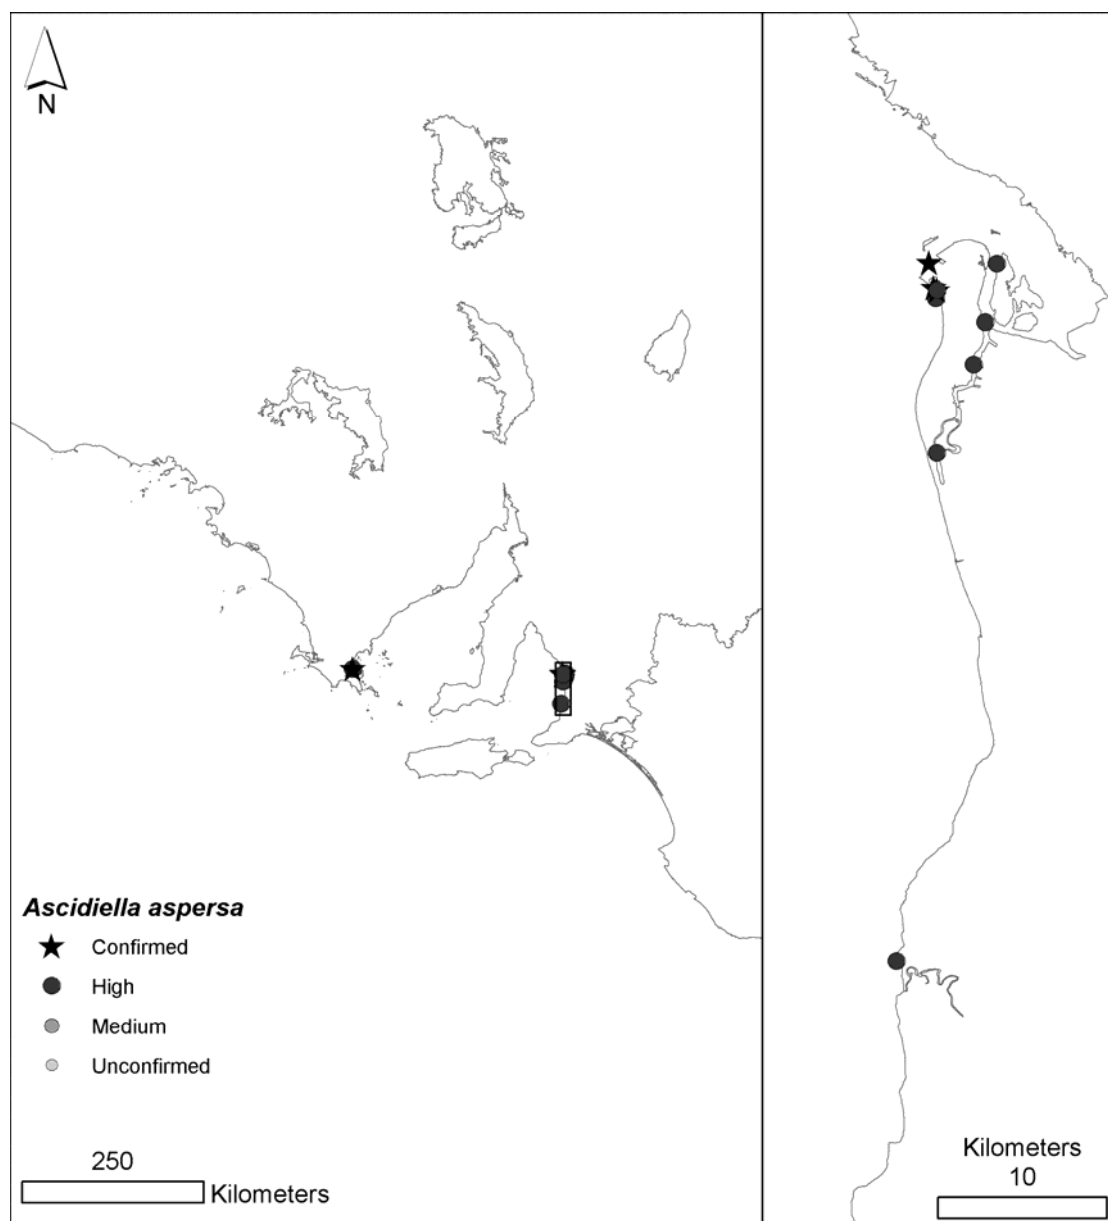 N
Ascidiella aspersa
Confirmed
High
Medium
Unconfirmed
250
Kilometers
Kilometers
10